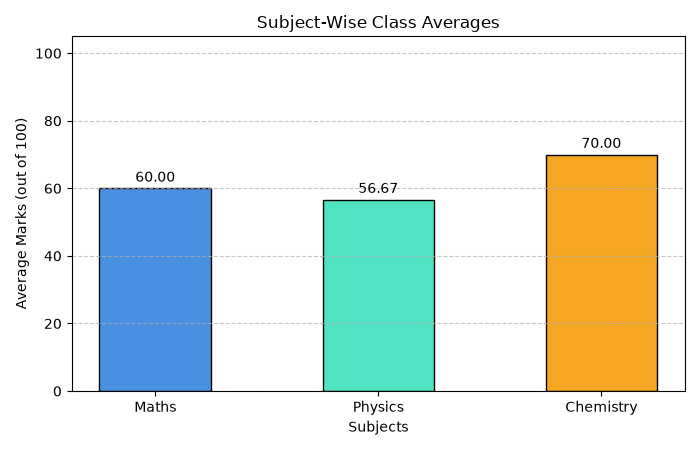 Subject-Wise Class Averages
Average Marks (out of 100)
100
80
60
40
20
0
60.00
56.67
70.00
Maths
Physics
Chemistry
Subjects